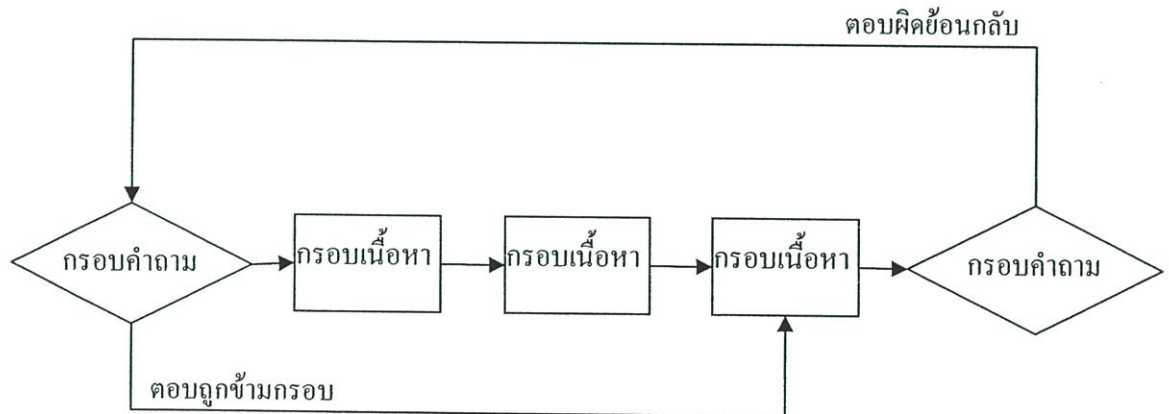 ตอบผิดย้อนกลับ
กรอบคำถาม
กรอบเนื้อหา
กรอบเนื้อหา
กรอบเนื้อหา
กรอบคำถาม
ตอบถูกข้ามกรอบ